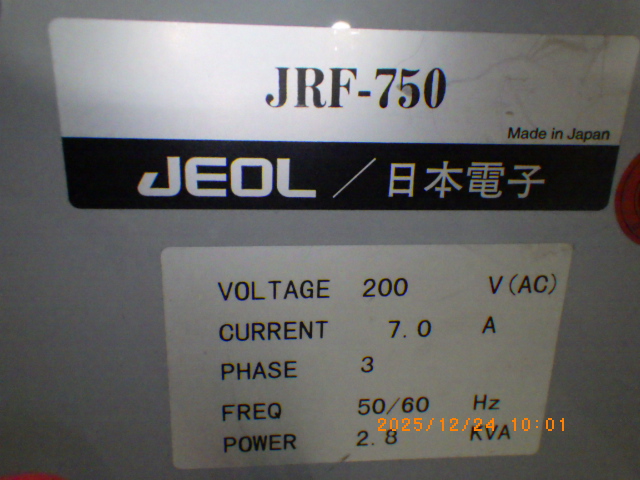 JRF-750
Made in Japan
JEOL / 日本電子
VOLTAGE 200 V(AC)
CURRENT 7.0 A
PHASE 3
FREQ 50/60 Hz
2025/12/24 10:01
POWER 2.8 KVA